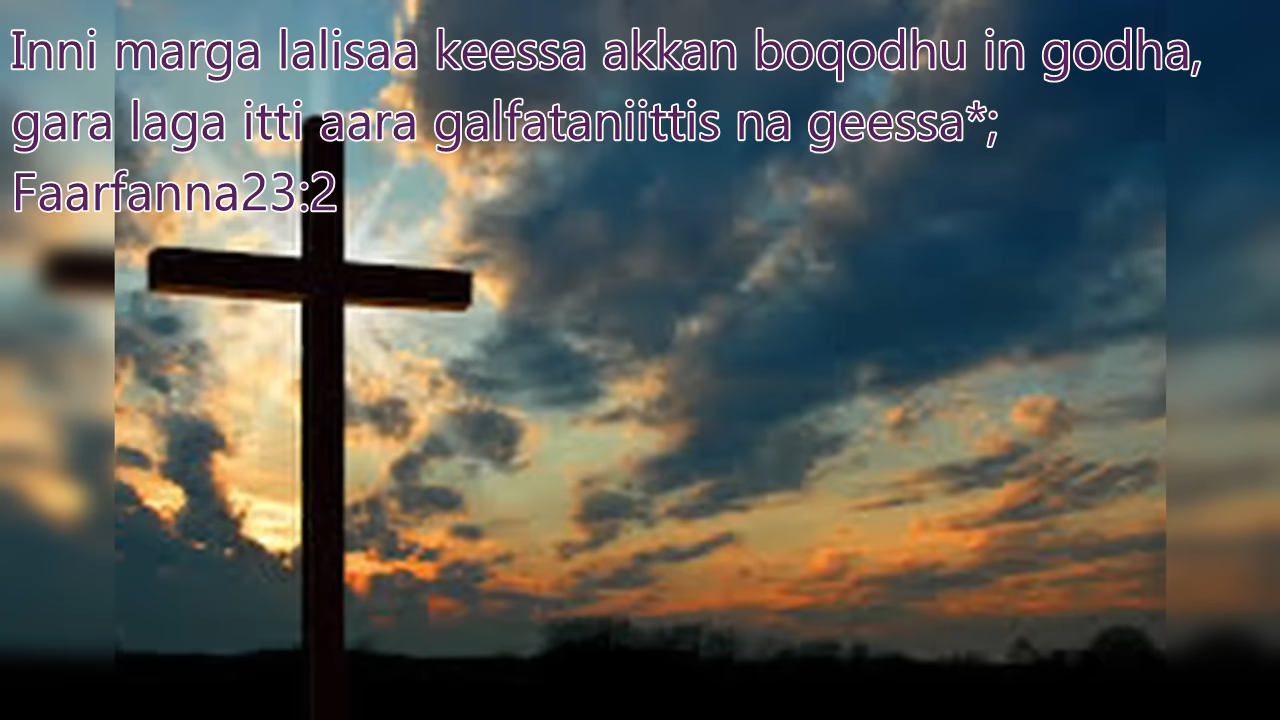 Inni marga lalisaa keessa akkan boqodhu in godha,
gara laga itti aara galfataniittis na geessa*;
Faarfanna23:2